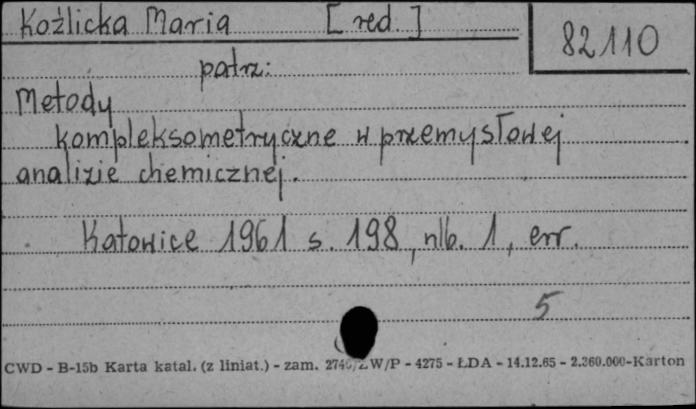 Koźlicka Maria [red.]
82110
patrz:
Metody
kompleksometryczne w przemysłowej
analizie chemicznej.
Katowice 1961 s. 198, nlb. 1, err.
5
CWD - B-15b Karta katal. (z liniat.) - zam. W/P - 4275 - ŁDA - 14.12.65 - 2.360.000-Karton